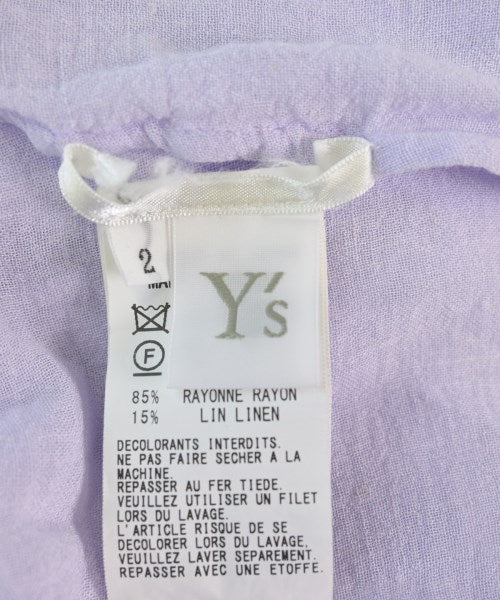 2
Y's
F
85% RAYONNE RAYON
15% LIN LINEN
DECOLORANTS INTERDITS.
NE PAS FAIRE SECHER A LA
MACHINE.
REPASSER AU FER TIEDE.
VEUILLEZ UTILISER UN FILET
LORS DU LAVAGE.
L'ARTICLE RISQUE DE SE
DECOLORER LORS DU LAVAGE,
VEUILLEZ LAVER SEPAREMENT.
REPASSER AVEC UNE ETOFFE.